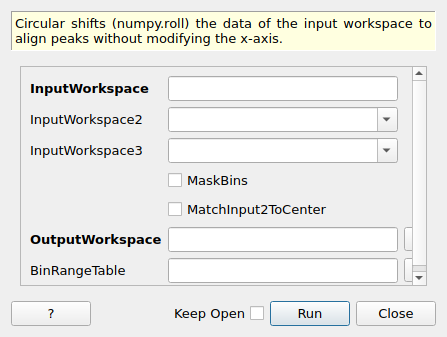 Circular shifts (numpy.roll) the data of the input workspace to
align peaks without modifying the x-axis.
InputWorkspace
InputWorkspace2
InputWorkspace3
MaskBins
MatchInput2ToCenter
OutputWorkspace
BinRangeTable
? Keep Open Run Close